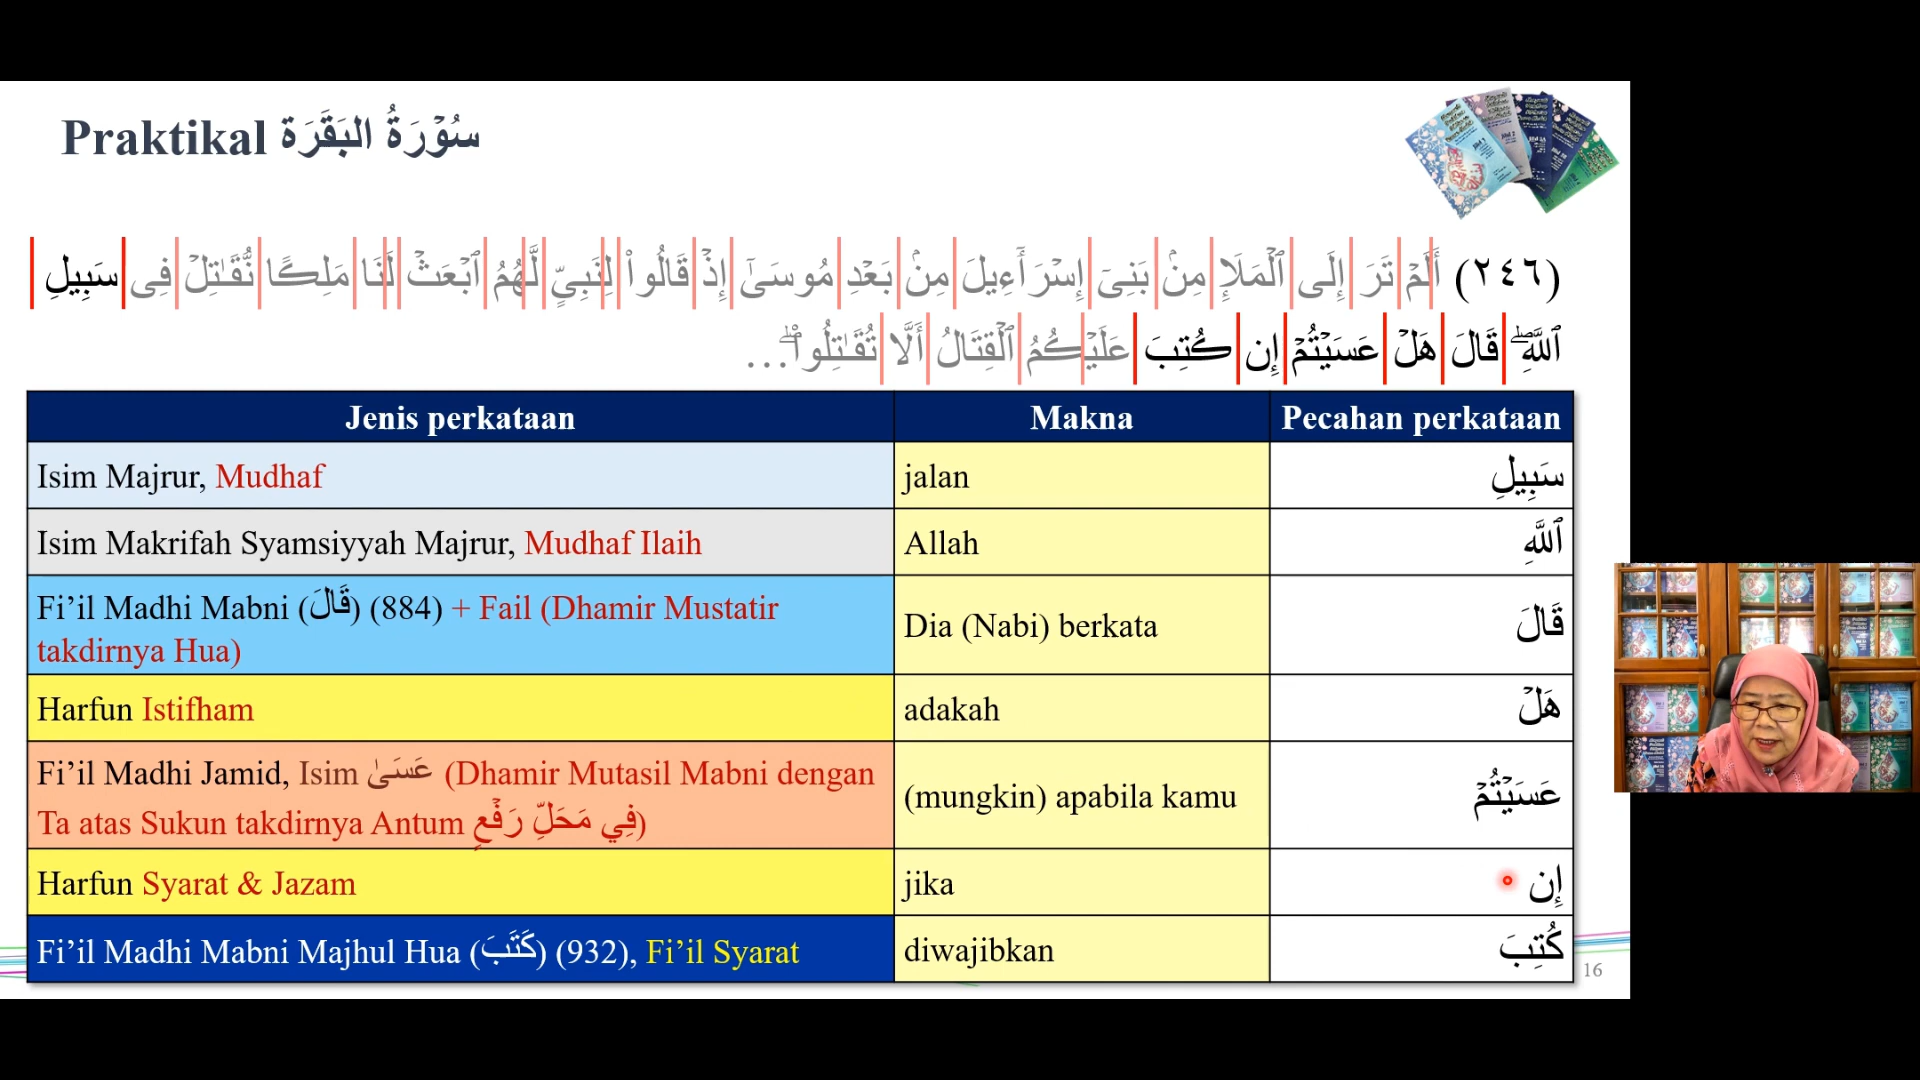 Praktikal سُوْرَةُ البَقَرَة
(٢٤٦) أَلَمْ تَرَ إِلَى ٱلْمَلَإِ مِنۢ بَنِىٓ إِسْرَٰٓءِيلَ مِنۢ بَعْدِ مُوسَىٰٓ إِذْ قَالُوا۟ لِنَبِىٍّ لَّهُمُ ٱبْعَثْ لَنَا مَلِكًا نُّقَـٰتِلْ فِى سَبِيلِ
ٱللَّهِ ۖ قَالَ هَلْ عَسَيْتُمْ إِن كُتِبَ عَلَيْكُمُ ٱلْقِتَالُ أَلَّا تُقَـٰتِلُوا۟ ۖ...
Jenis perkataan Makna Pecahan perkataan
Isim Majrur, Mudhaf jalan سَبِيلِ
Isim Makrifah Syamsiyyah Majrur, Mudhaf Ilaih Allah ٱللَّهِ
Fi’il Madhi Mabni (قَالَ) (884) + Fail (Dhamir Mustatir
takdirnya Hua) Dia (Nabi) berkata قَالَ
Harfun Istifham adakah هَلْ
Fi’il Madhi Jamid, Isim عَسَىٰ (Dhamir Mutasil Mabni dengan
Ta atas Sukun takdirnya Antum فِي مَحَلِّ رَفْعٍ) (mungkin) apabila kamu عَسَيْتُمْ
Harfun Syarat & Jazam jika إِن
Fi’il Madhi Mabni Majhul Hua (كَتَبَ) (932), Fi’il Syarat diwajibkan كُتِبَ
16